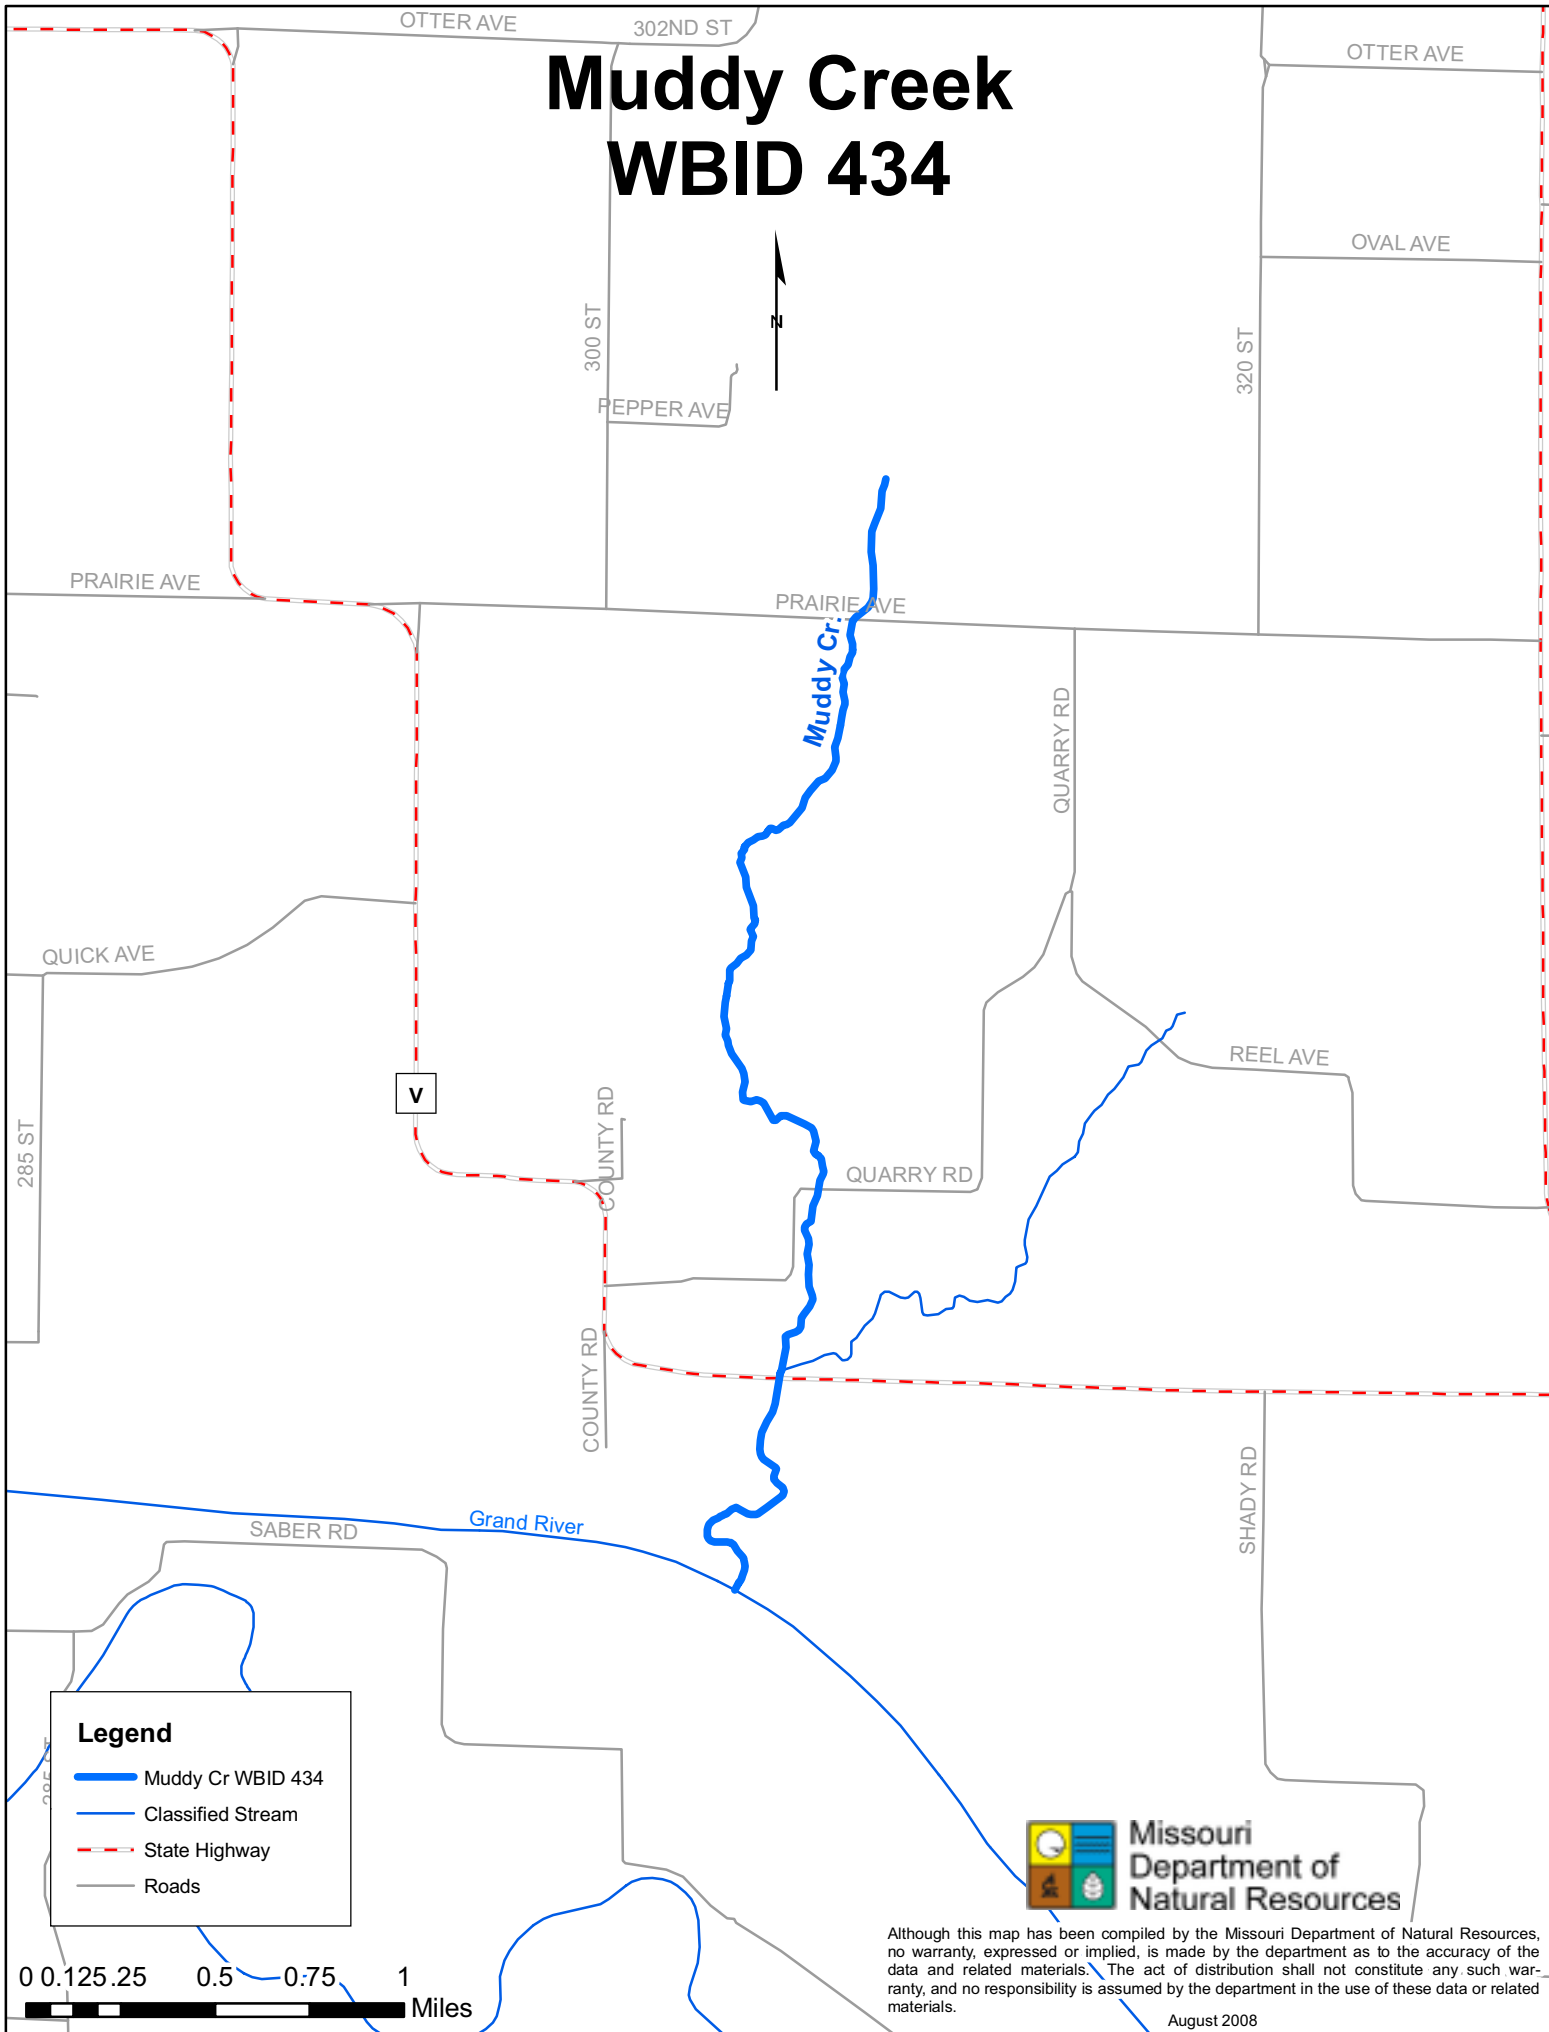 OTTER AVE
302ND ST
OTTER AVE
Muddy Creek
WBID 434
OVAL AVE
N
300 ST
320 ST
PEPPER AVE
PRAIRIE AVE
PRAIRIE AVE
Muddy Cr.
QUARRY RD
QUICK AVE
REEL AVE
V
COUNTY RD
285 ST
QUARRY RD
COUNTY RD
SHADY RD
Grand River
SABER RD
Legend
Muddy Cr WBID 434
Classified Stream
State Highway
Roads
Missouri
Department of
Natural Resources
Although this map has been compiled by the Missouri Department of Natural Resources,
no warranty, expressed or implied, is made by the department as to the accuracy of the
data and related materials. The act of distribution shall not constitute any such war-
ranty, and no responsibility is assumed by the department in the use of these data or related
materials.
August 2008
0 0.125.25 0.5 0.75 1
Miles